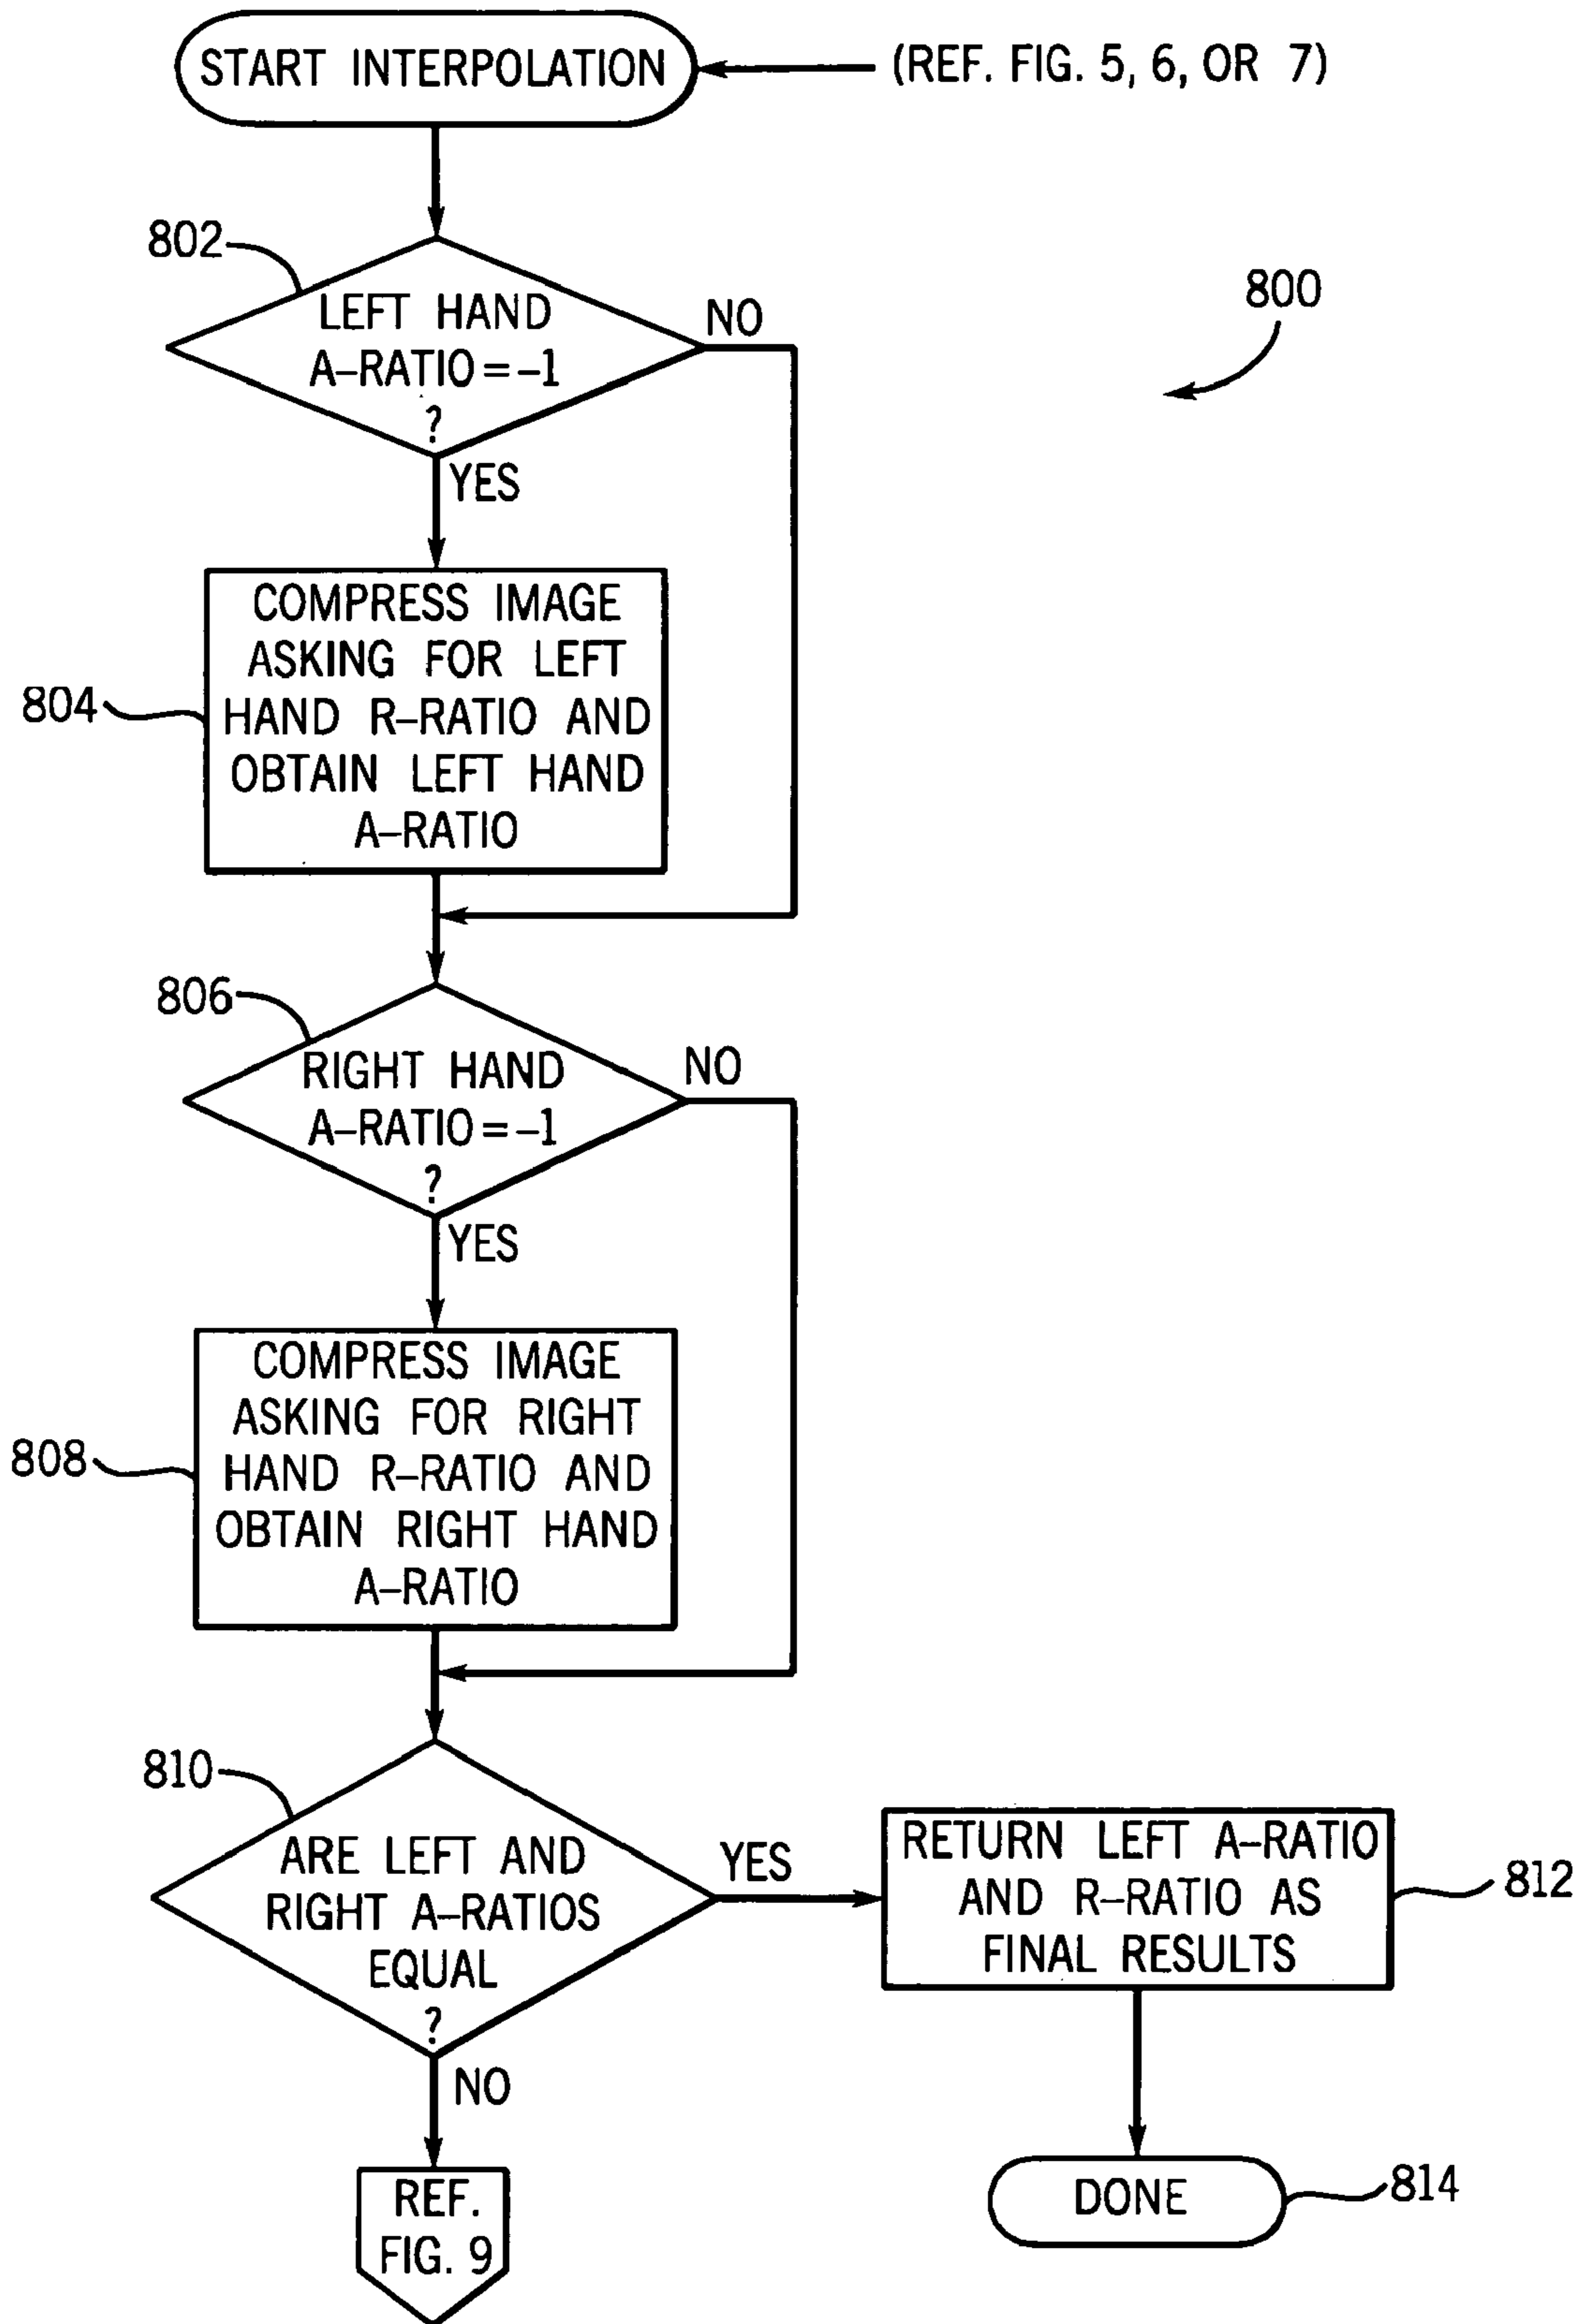 START INTERPOLATION
(REF. FIG. 5, 6, OR 7)
802
LEFT HAND
A–RATIO = –1
?
NO
800
YES
804
COMPRESS IMAGE
ASKING FOR LEFT
HAND R–RATIO AND
OBTAIN LEFT HAND
A–RATIO
806
RIGHT HAND
A–RATIO = –1
?
NO
YES
808
COMPRESS IMAGE
ASKING FOR RIGHT
HAND R–RATIO AND
OBTAIN RIGHT HAND
A–RATIO
810
ARE LEFT AND
RIGHT A–RATIOS
EQUAL
?
YES
RETURN LEFT A–RATIO
AND R–RATIO AS
FINAL RESULTS
812
NO
REF.
FIG. 9
DONE
814